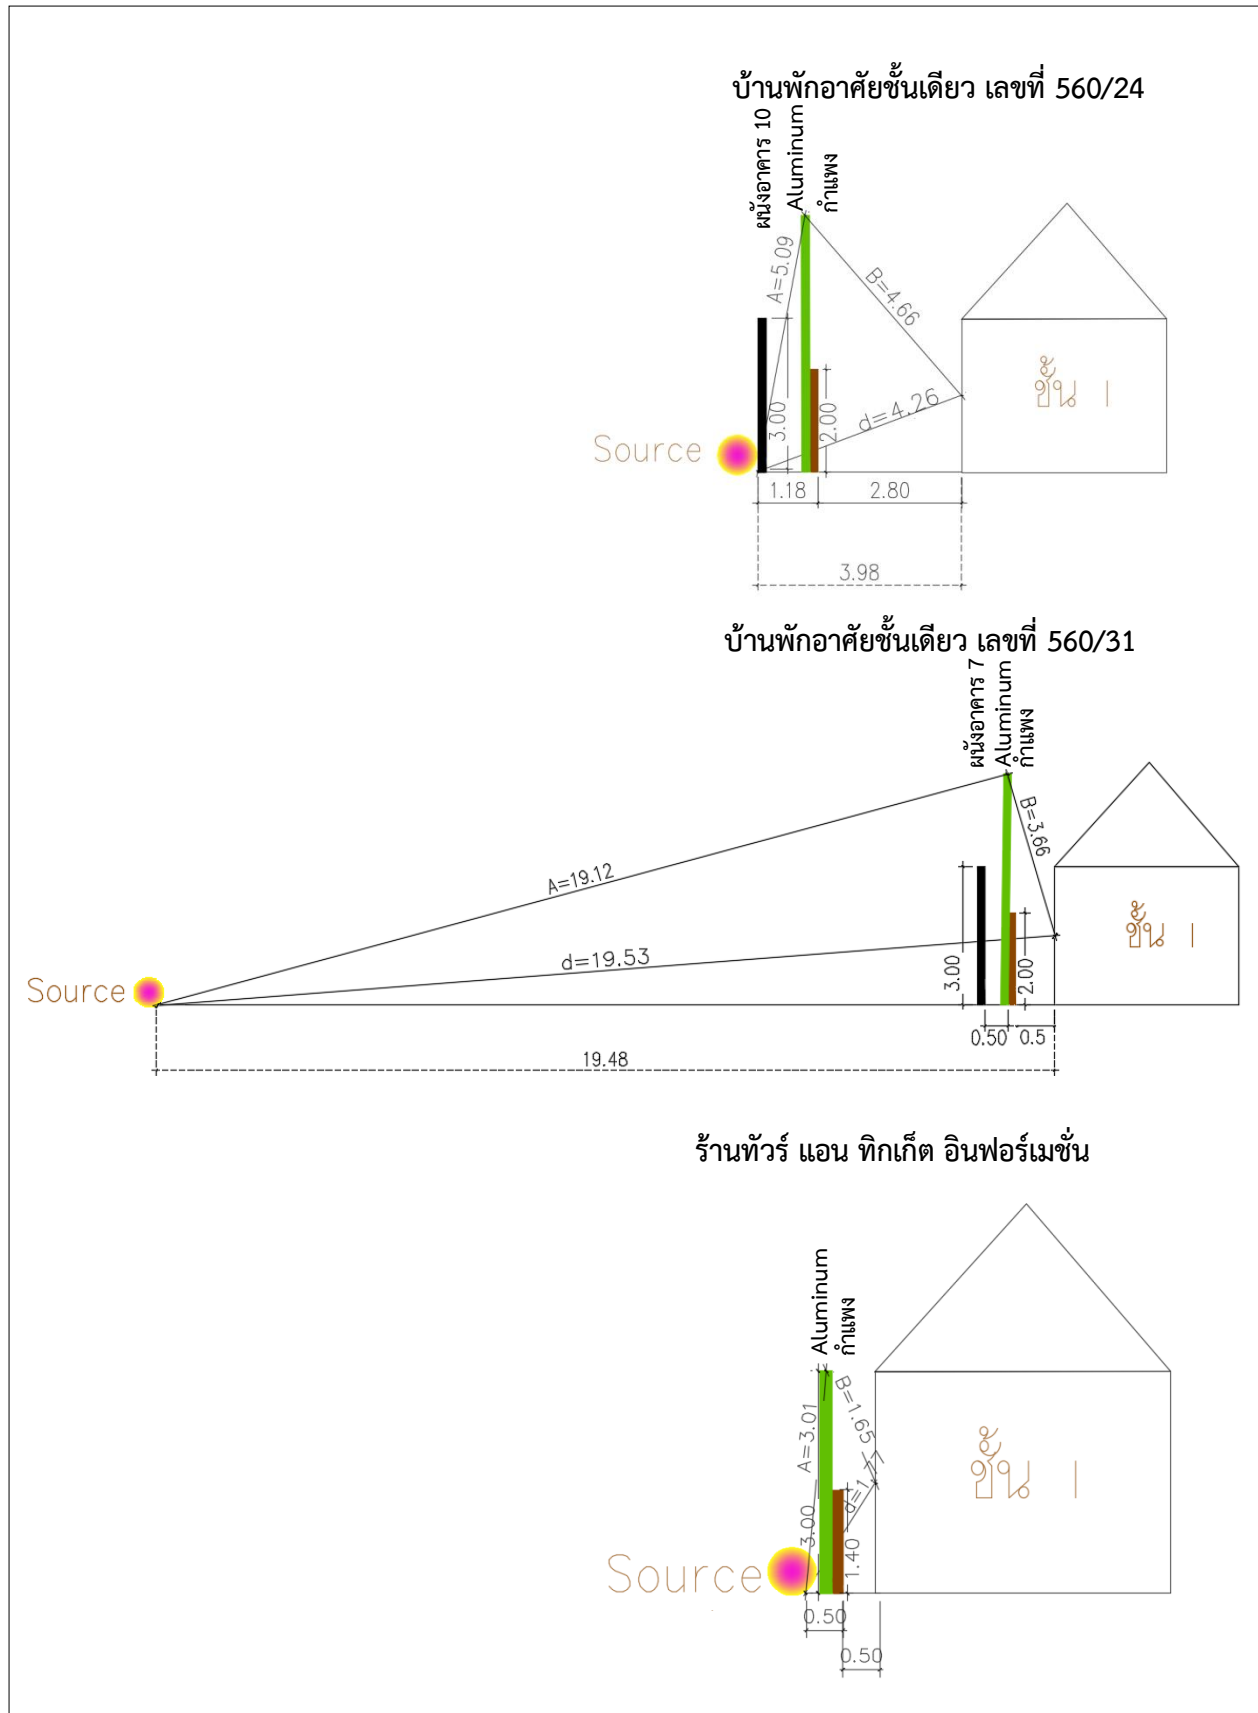 บ้านพักอาศัยชั้นเดียว เลขที่ 560/24
ผนังอาคาร 10
Aluminum
กำแพง
A=5.09
B=4.66
d=4.26
3.00
2.00
ชั้น 1
Source
1.18
2.80
3.98
บ้านพักอาศัยชั้นเดียว เลขที่ 560/31
ผนังอาคาร 7
Aluminum
กำแพง
A=19.12
B=3.66
d=19.53
3.00
2.00
ชั้น 1
Source
0.50
0.5
19.48
ร้านทัวร์ แอน ทิกเก็ต อินฟอร์เมชั่น
Aluminum
กำแพง
A=3.01
B=1.65
d=1.77
3.00
1.40
ชั้น 1
Source
0.50
0.50